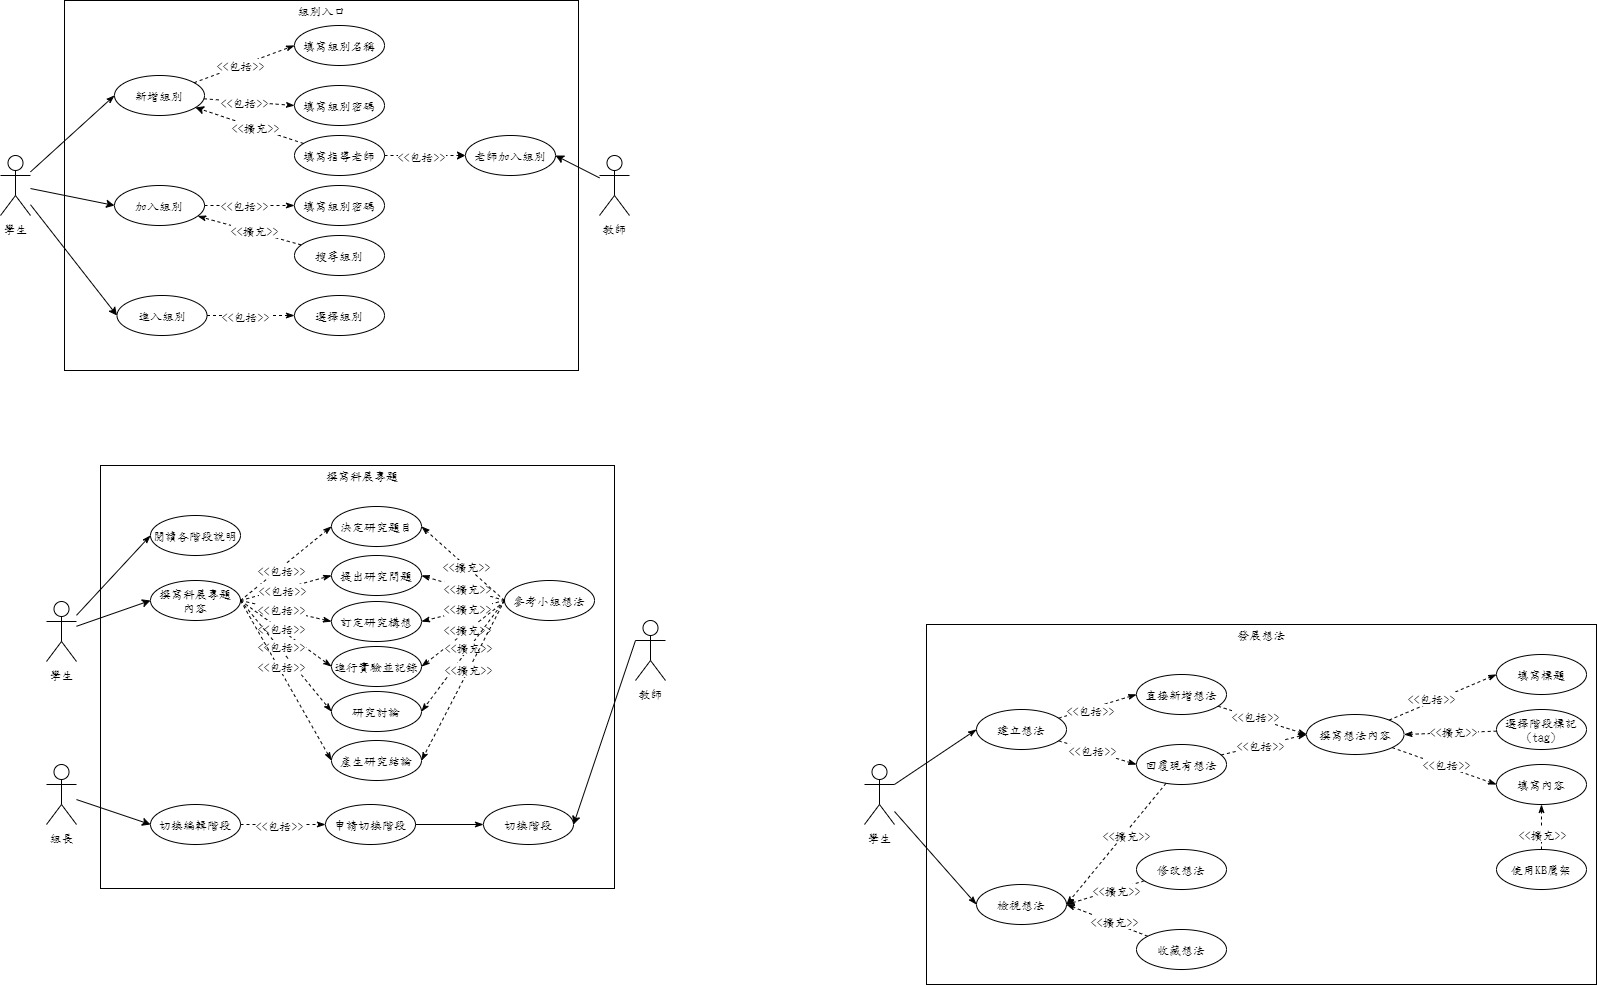 組別入口
填寫組別名稱
<<包括>>
新增組別
<<包括>>
填寫組別密碼
<<擴充>>
填寫指導老師
<<包括>>
老師加入組別
學生
教師
加入組別
<<包括>>
填寫組別密碼
<<擴充>>
搜尋組別
進入組別
<<包括>>
選擇組別
撰寫科展專題
閱讀各階段說明
撰寫科展專題
內容
<<包括>>
<<包括>>
<<包括>>
<<包括>>
<<包括>>
<<包括>>
決定研究題目
提出研究問題
訂定研究構想
進行實驗並記錄
研究討論
產生研究結論
<<擴充>>
<<擴充>>
<<擴充>>
<<擴充>>
<<擴充>>
<<擴充>>
參考小組想法
學生
教師
組長
切換編輯階段
<<包括>>
申請切換階段
切換階段
發展想法
建立想法
<<包括>>
直接新增想法
<<包括>>
<<包括>>
回覆現有想法
<<包括>>
撰寫想法內容
<<包括>>
填寫標題
<<擴充>>
選擇階段標記
(tag)
<<包括>>
填寫內容
<<擴充>>
使用KB鷹架
學生
<<擴充>>
檢視想法
<<擴充>>
修改想法
<<擴充>>
收藏想法